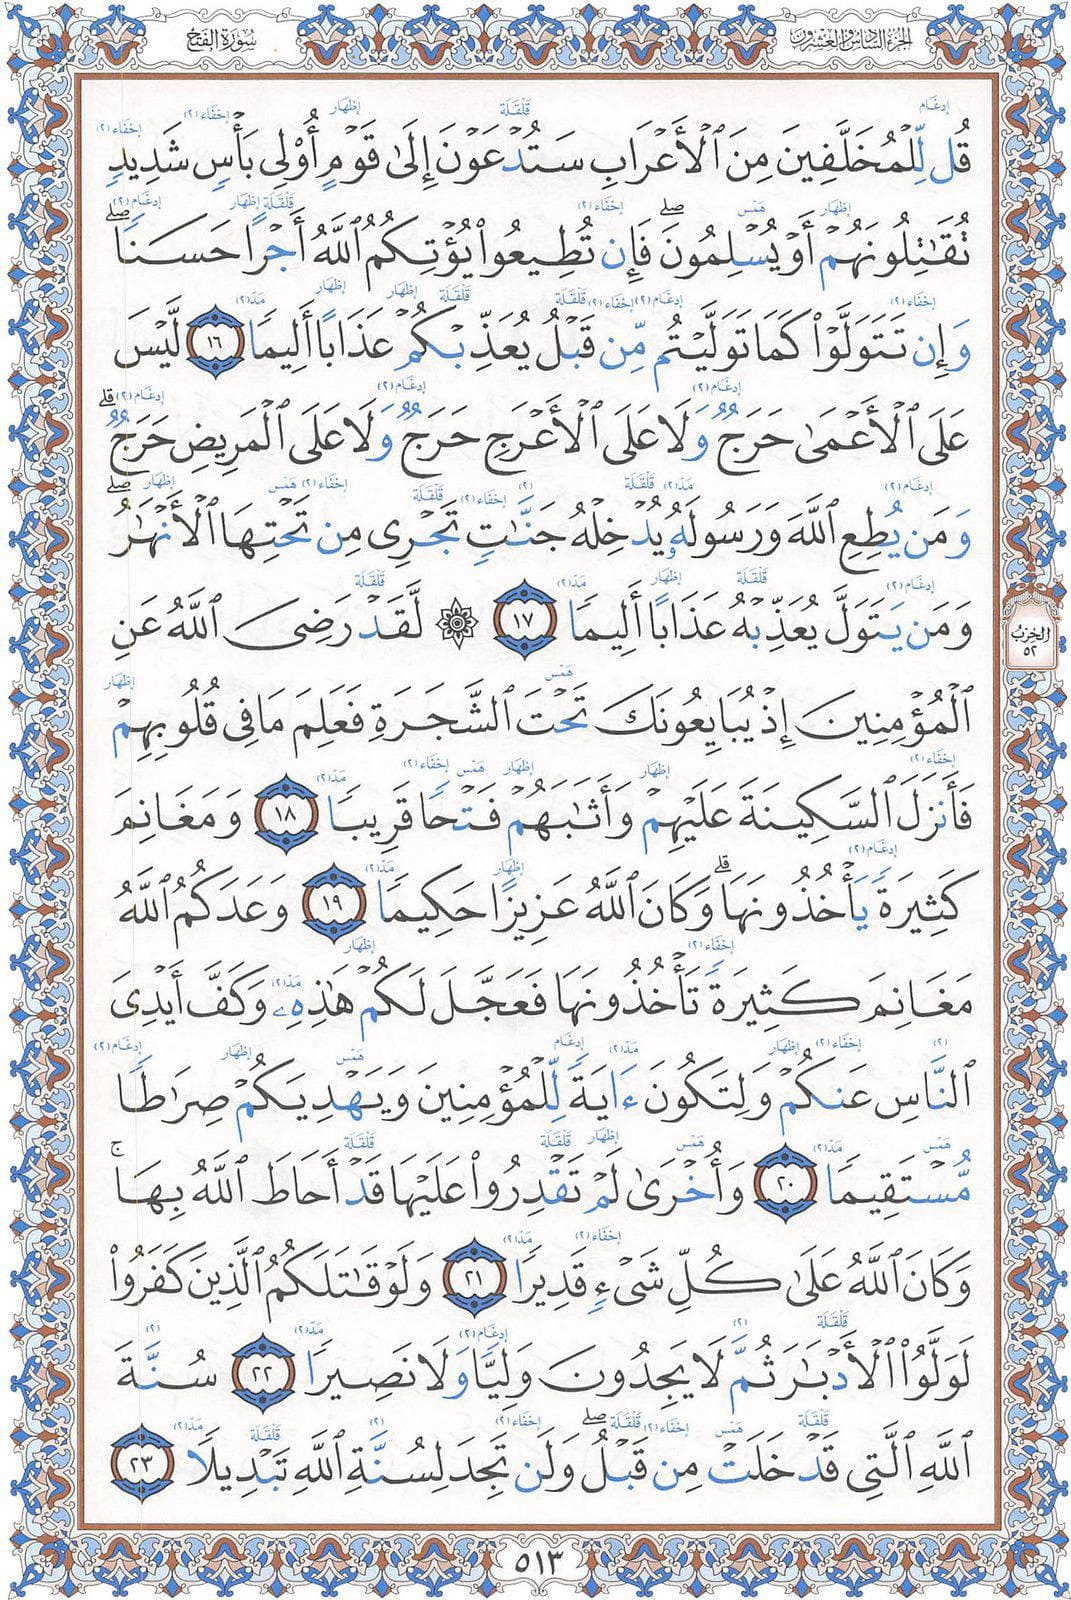 الجزء السادس والعشرون
سورة الفتح
قُل لِّلْمُخَلَّفِينَ مِنَ ٱلْأَعْرَابِ سَتُدْعَوْنَ إِلَىٰ قَوْمٍ أُو۟لِى بَأْسٍ شَدِيدٍ
تُقَـٰتِلُونَهُمْ أَوْ يُسْلِمُونَ ۖ فَإِن تُطِيعُوا۟ يُؤْتِكُمُ ٱللَّهُ أَجْرًا حَسَنًا ۖ
وَإِن تَتَوَلَّوْا۟ كَمَا تَوَلَّيْتُم مِّن قَبْلُ يُعَذِّبْكُمْ عَذَابًا أَلِيمًا ١٦ لَّيْسَ
عَلَى ٱلْأَعْمَىٰ حَرَجٌ وَلَا عَلَى ٱلْأَعْرَجِ حَرَجٌ وَلَا عَلَى ٱلْمَرِيضِ حَرَجٌ ۗ
وَمَن يُطِعِ ٱللَّهَ وَرَسُولَهُۥ يُدْخِلْهُ جَنَّـٰتٍ تَجْرِى مِن تَحْتِهَا ٱلْأَنْهَـٰرُ ۖ
وَمَن يَتَوَلَّ يُعَذِّبْهُ عَذَابًا أَلِيمًا ١٧ ۞ لَّقَدْ رَضِىَ ٱللَّهُ عَنِ
ٱلْمُؤْمِنِينَ إِذْ يُبَايِعُونَكَ تَحْتَ ٱلشَّجَرَةِ فَعَلِمَ مَا فِى قُلُوبِهِمْ
فَأَنزَلَ ٱلسَّكِينَةَ عَلَيْهِمْ وَأَثَـٰبَهُمْ فَتْحًا قَرِيبًا ١٨ وَمَغَانِمَ
كَثِيرَةً يَأْخُذُونَهَا ۗ وَكَانَ ٱللَّهُ عَزِيزًا حَكِيمًا ١٩ وَعَدَكُمُ ٱللَّهُ
مَغَانِمَ كَثِيرَةً تَأْخُذُونَهَا فَعَجَّلَ لَكُمْ هَـٰذِهِۦ وَكَفَّ أَيْدِىَ
ٱلنَّاسِ عَنكُمْ وَلِتَكُونَ ءَايَةً لِّلْمُؤْمِنِينَ وَيَهْدِيَكُمْ صِرَٰطًا
مُّسْتَقِيمًا ٢٠ وَأُخْرَىٰ لَمْ تَقْدِرُوا۟ عَلَيْهَا قَدْ أَحَاطَ ٱللَّهُ بِهَا ۚ
وَكَانَ ٱللَّهُ عَلَىٰ كُلِّ شَىْءٍ قَدِيرًا ٢١ وَلَوْ قَـٰتَلَكُمُ ٱلَّذِينَ كَفَرُوا۟
لَوَلَّوُا۟ ٱلْأَدْبَـٰرَ ثُمَّ لَا يَجِدُونَ وَلِيًّا وَلَا نَصِيرًا ٢٢ سُنَّةَ
ٱللَّهِ ٱلَّتِى قَدْ خَلَتْ مِن قَبْلُ ۖ وَلَن تَجِدَ لِسُنَّةِ ٱللَّهِ تَبْدِيلًا ٢٣
الحزب
٥٢
٥١٣